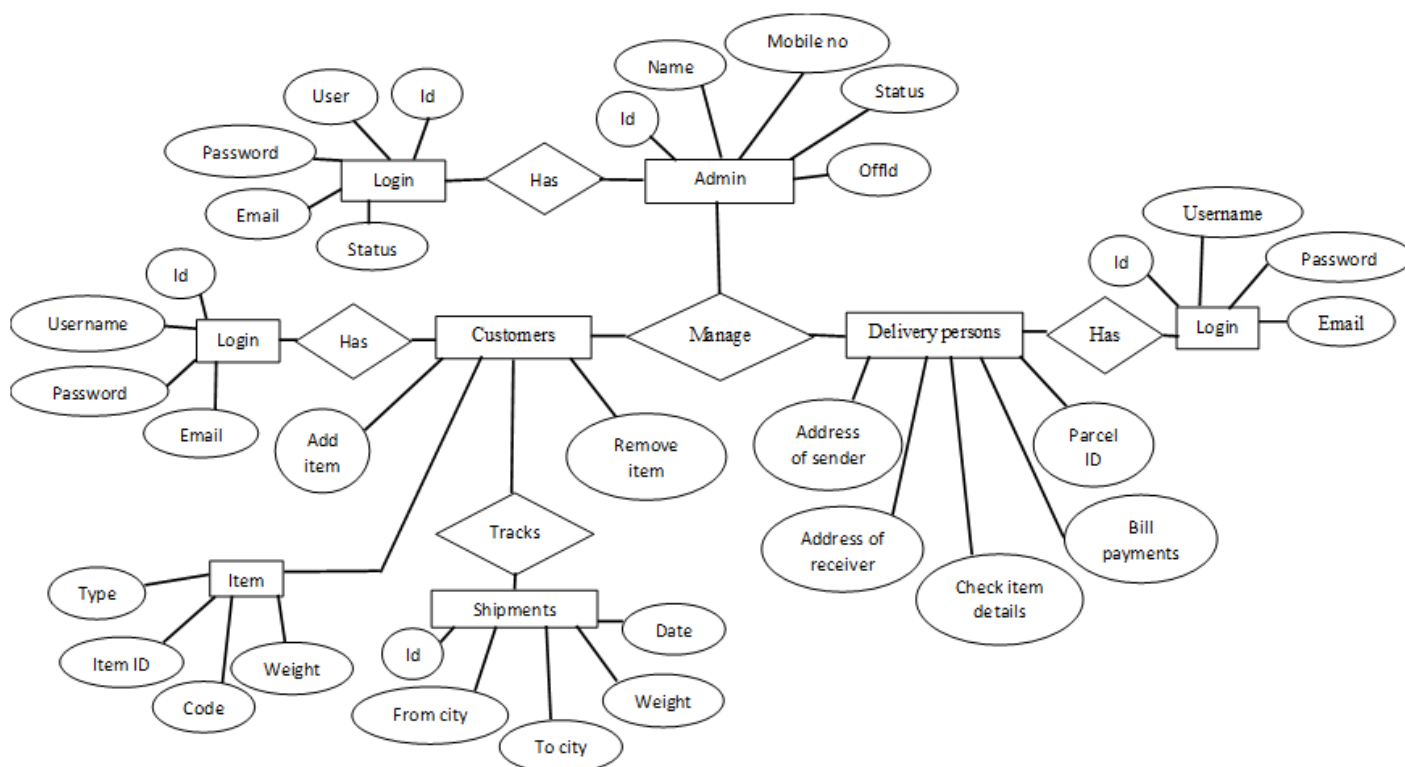 Mobile no
Name
Status
User
Id
Id
Password
Login
Has
Admin
OffId
Email
Status
Username
Id
Id
Password
Username
Login
Has
Customers
Manage
Delivery persons
Has
Login
Email
Password
Email
Add
item
Remove
item
Address
of sender
Parcel
ID
Tracks
Address of
receiver
Bill
payments
Type
Item
Check item
details
Shipments
Date
Id
Item ID
Weight
Weight
Code
From city
To city